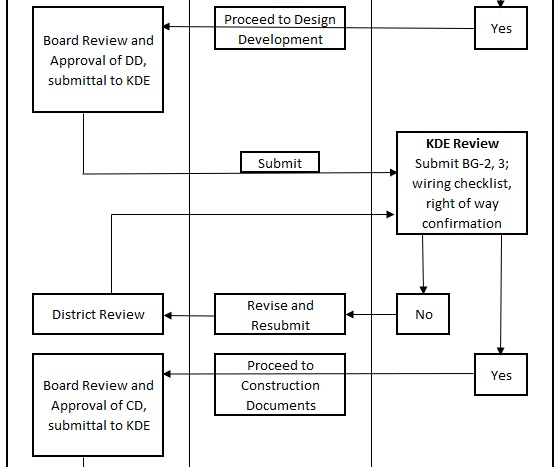 Board Review and
Approval of DD,
submittal to KDE
Proceed to Design
Development
Yes
Submit
KDE Review
Submit BG-2, 3;
wiring checklist,
right of way
confirmation
District Review
Revise and
Resubmit
No
Board Review and
Approval of CD,
submittal to KDE
Proceed to
Construction
Documents
Yes